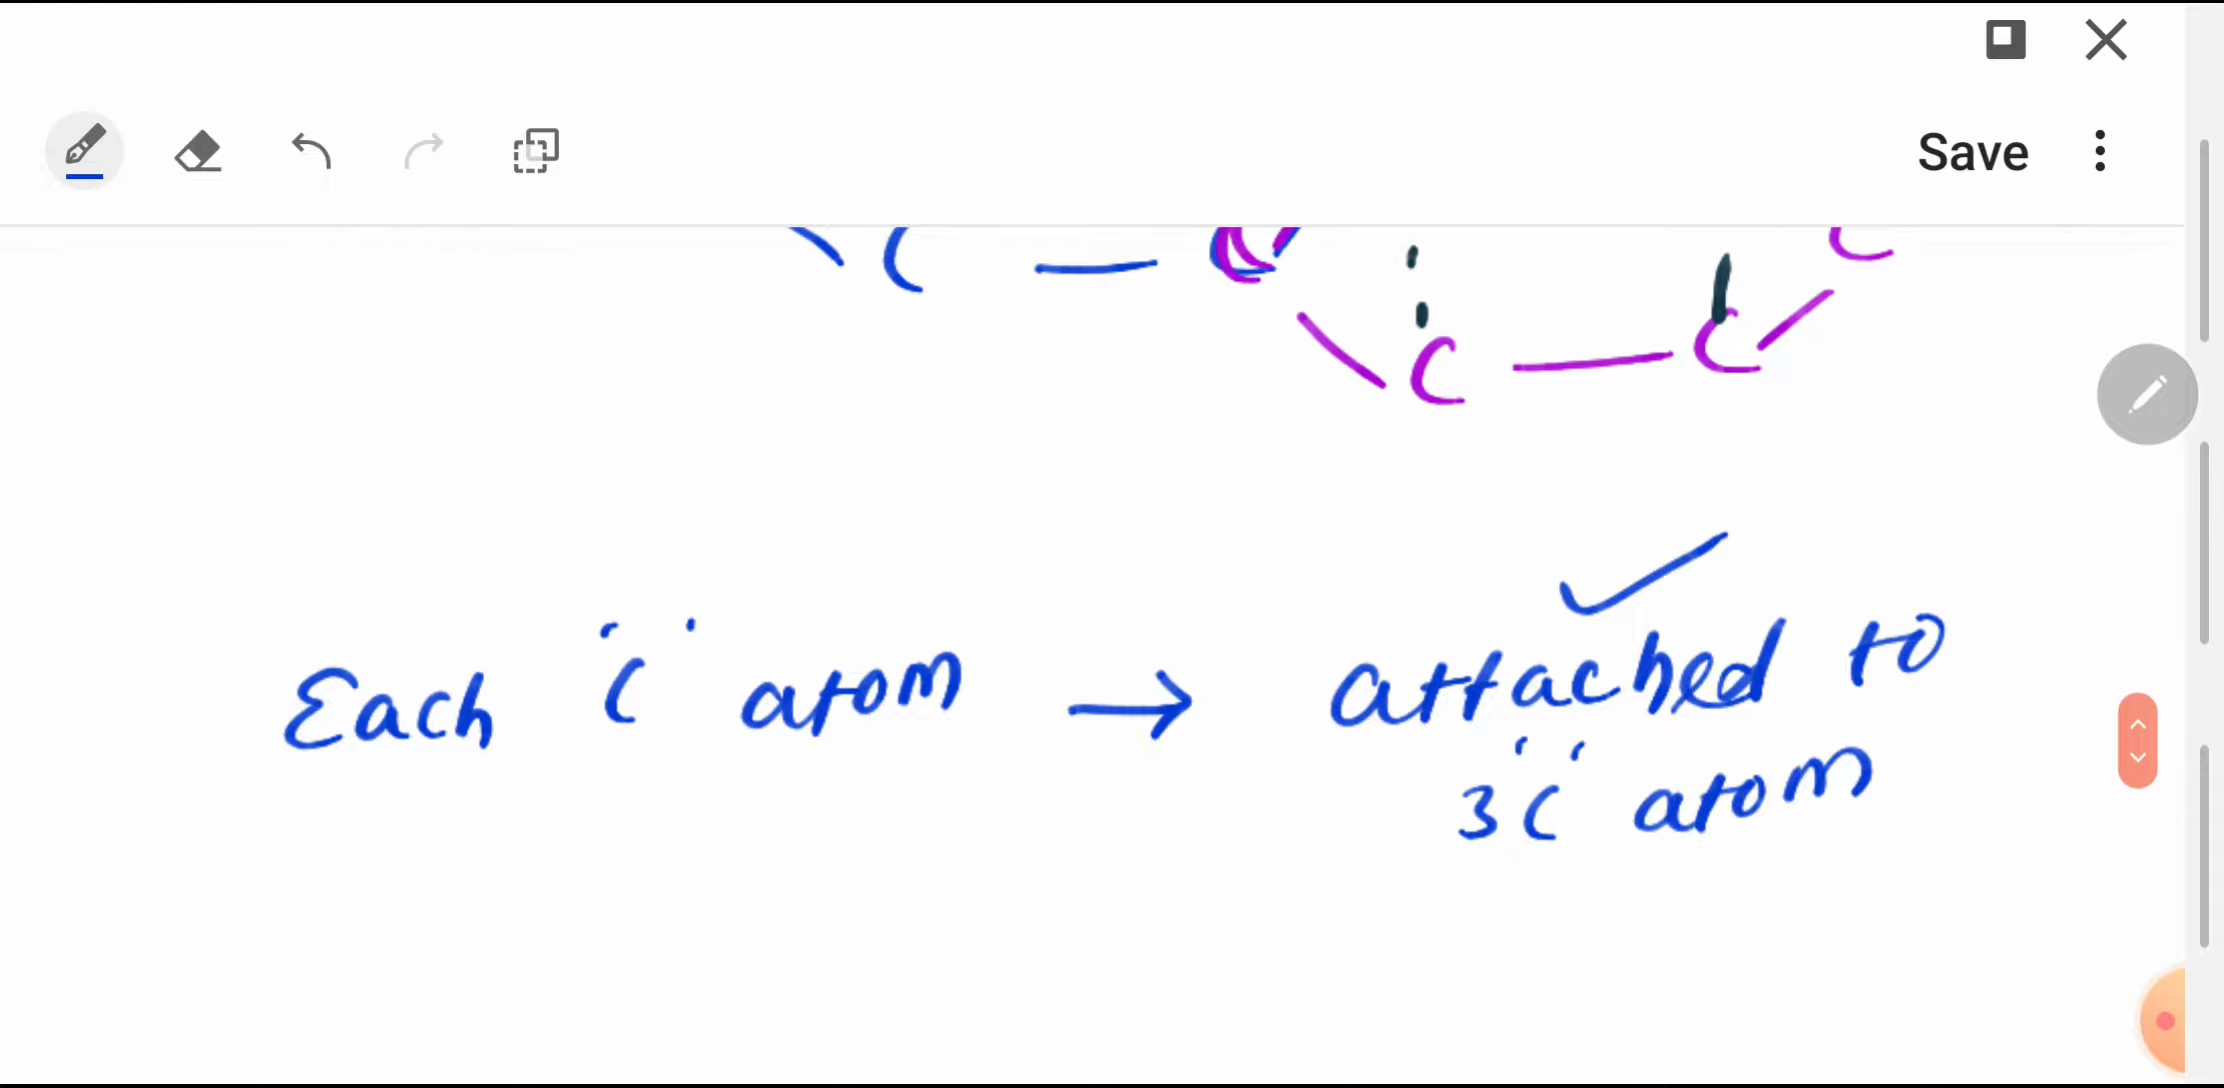 Save
C — C
C — C
C
Each 'C' atom → attached to
3 'C' atom